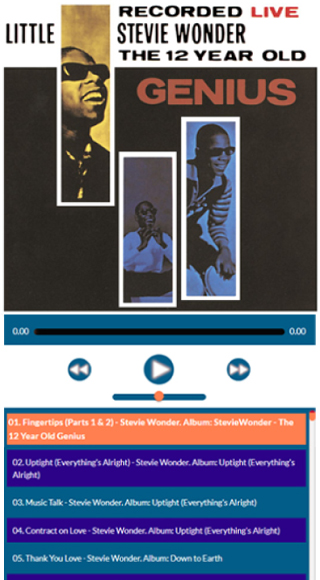 RECORDED LIVE
LITTLE STEVIE WONDER
THE 12 YEAR OLD
GENIUS
0.00 0.00
01. Fingertips (Parts 1 & 2) - Stevie Wonder. Album: StevieWonder - The
12 Year Old Genius
02. Uptight (Everything's Alright) - Stevie Wonder. Album: Uptight (Everything's
Alright)
03. Music Talk - Stevie Wonder. Album: Uptight (Everything's Alright)
04. Contract on Love - Stevie Wonder. Album: Uptight (Everything's Alright)
05. Thank You Love - Stevie Wonder. Album: Down to Earth